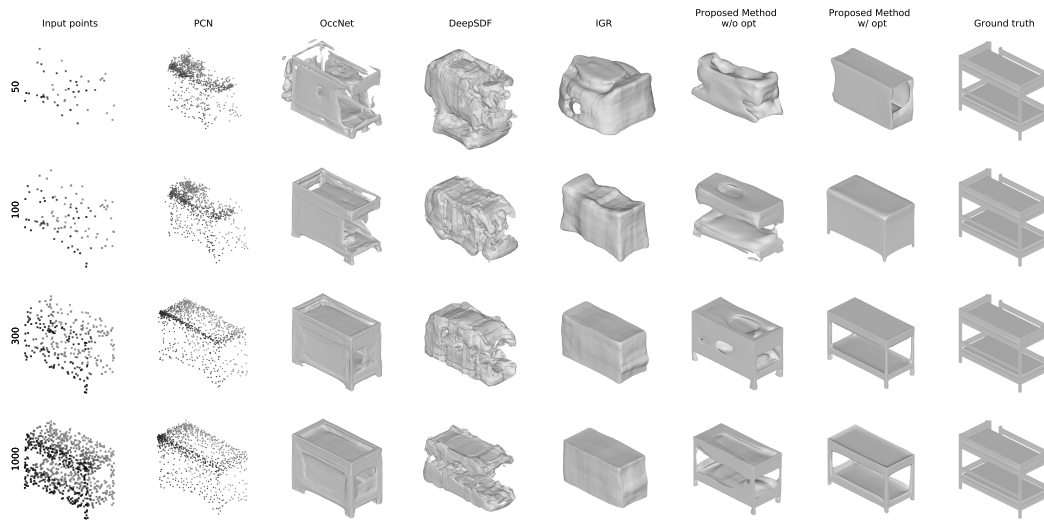 Input points
PCN
OccNet
DeepSDF
IGR
Proposed Method
w/o opt
Proposed Method
w/ opt
Ground truth
50
100
300
1000